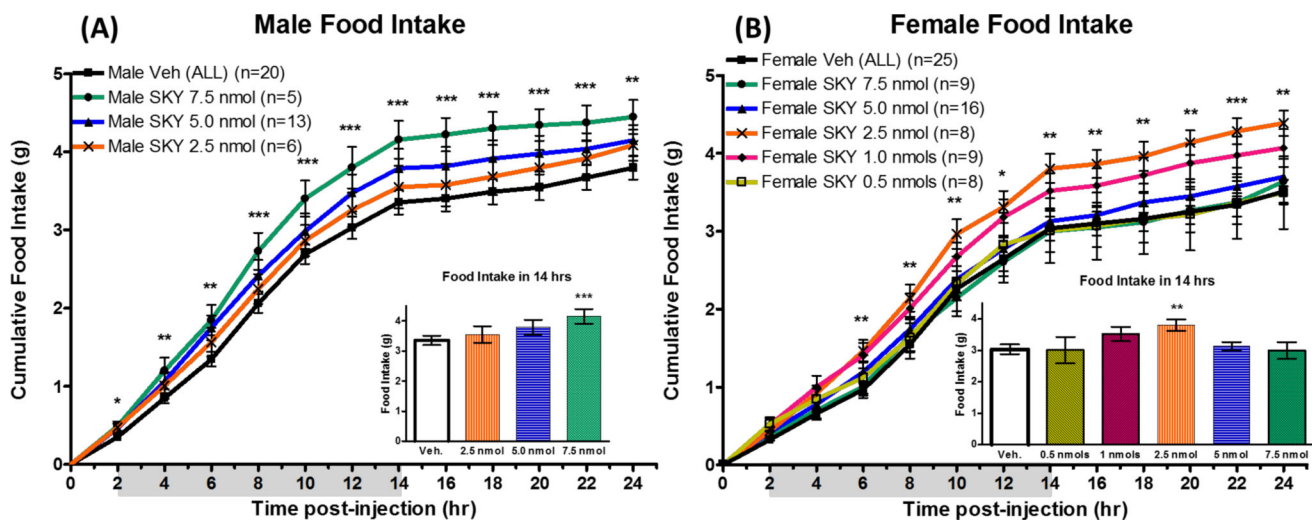 (A) Male Food Intake
Cumulative Food Intake (g)
5
4
3
2
1
0
Male Veh (ALL) (n=20)
Male SKY 7.5 nmol (n=5)
Male SKY 5.0 nmol (n=13)
Male SKY 2.5 nmol (n=6)
* ** ** *** *** *** *** *** *** *** *** **
Food Intake in 14 hrs
Food Intake (g)
4
3
2
1
0
***
Veh. 2.5 nmol 5.0 nmol 7.5 nmol
0 2 4 6 8 10 12 14 16 18 20 22 24
Time post-injection (hr)
(B) Female Food Intake
Cumulative Food Intake (g)
5
4
3
2
1
0
Female Veh (ALL) (n=25)
Female SKY 7.5 nmol (n=9)
Female SKY 5.0 nmol (n=16)
Female SKY 2.5 nmol (n=8)
Female SKY 1.0 nmols (n=9)
Female SKY 0.5 nmols (n=8)
** ** ** * ** ** ** ** *** **
Food Intake in 14 hrs
Food Intake (g)
4
3
2
1
0
**
Veh. 0.5 nmols 1 nmols 2.5 nmol 5 nmol 7.5 nmol
0 2 4 6 8 10 12 14 16 18 20 22 24
Time post-injection (hr)